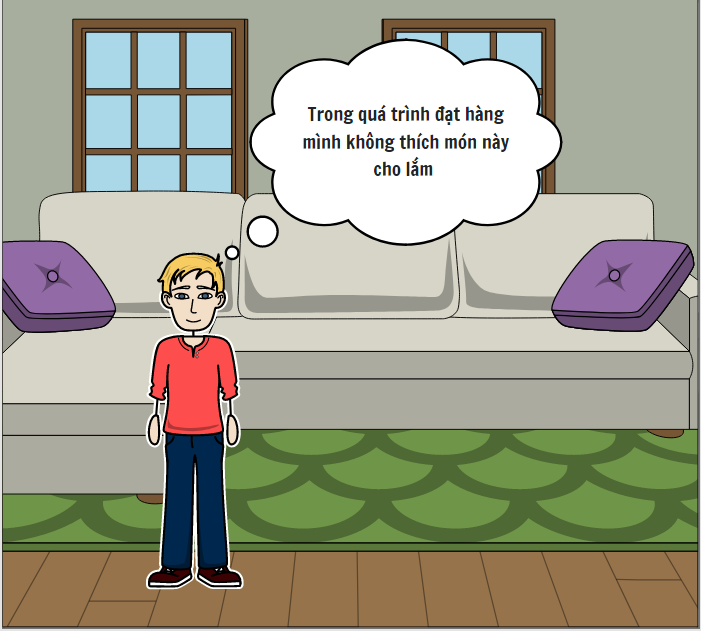 Trong quá trình đạt hàng
mình không thích món này
cho lắm